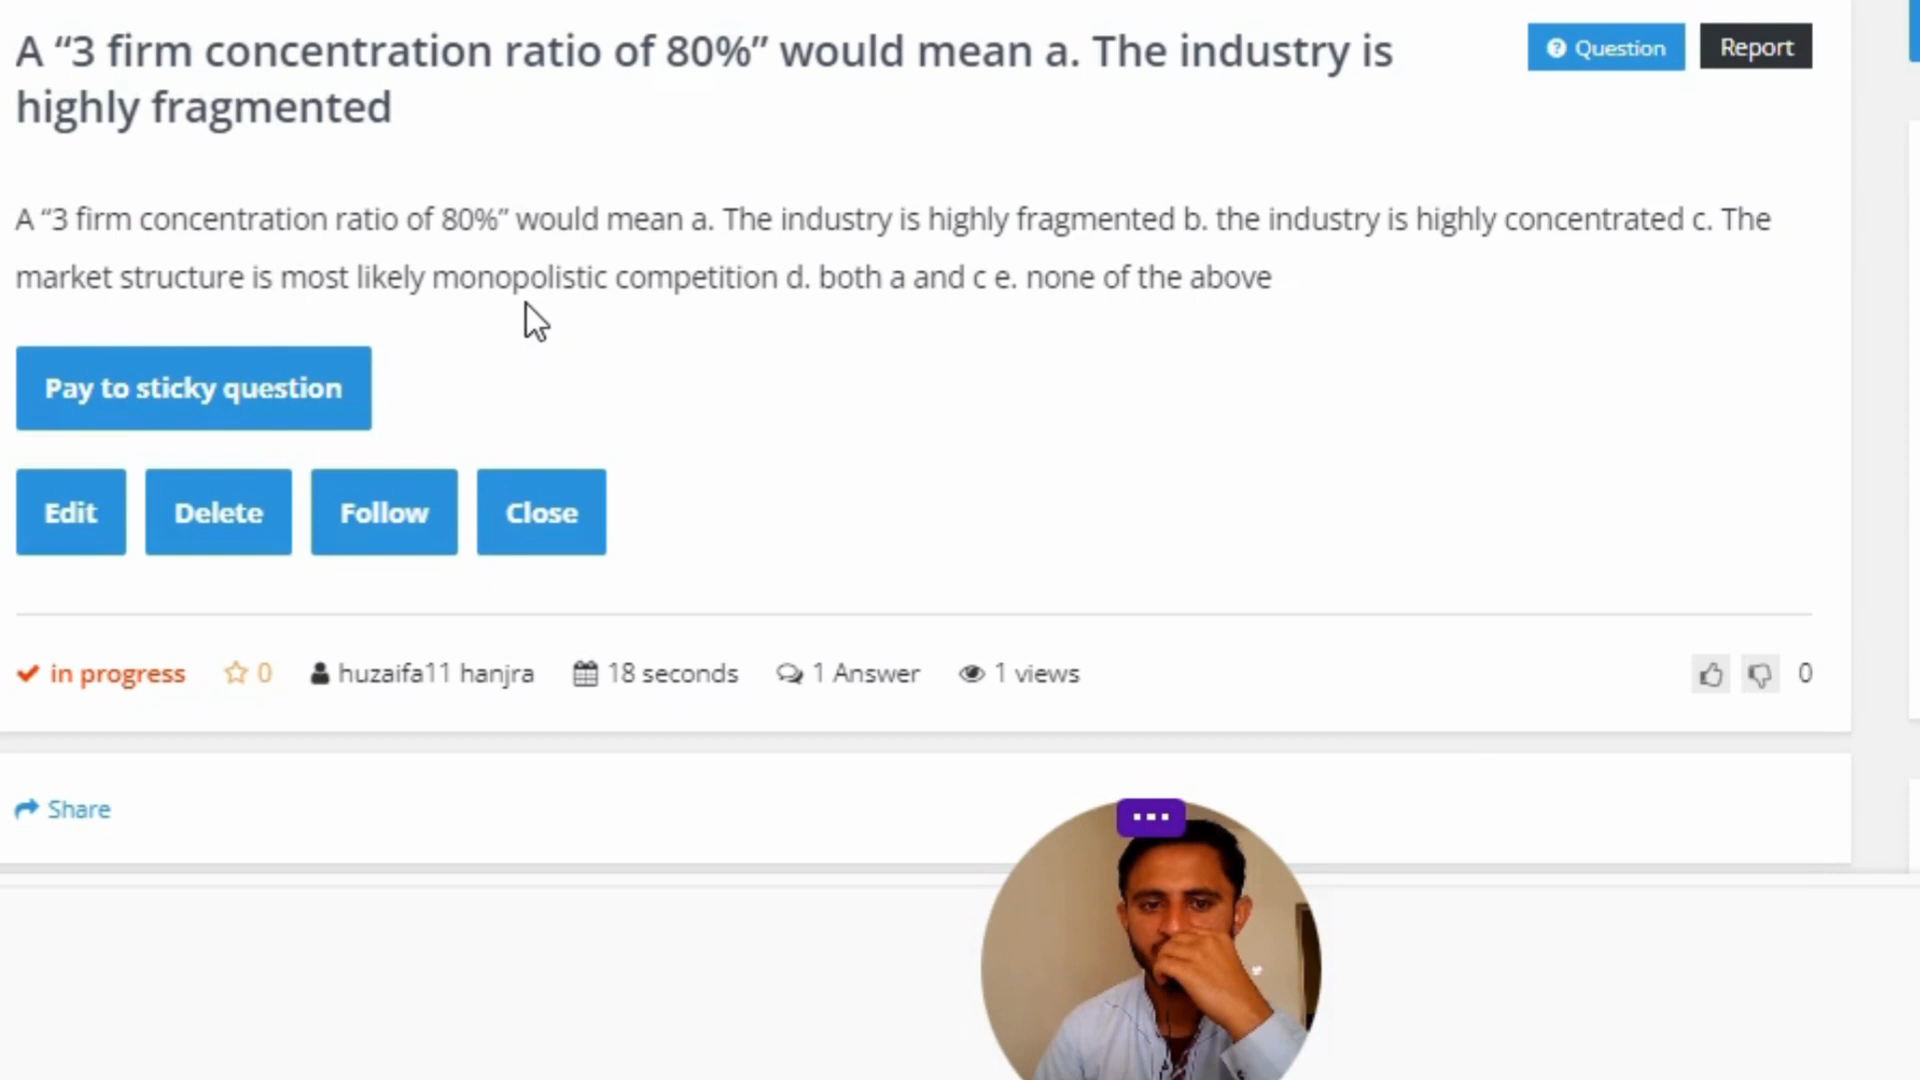 A “3 firm concentration ratio of 80%” would mean a. The industry is
highly fragmented
Question
Report
A “3 firm concentration ratio of 80%” would mean a. The industry is highly fragmented b. the industry is highly concentrated c. The
market structure is most likely monopolistic competition d. both a and c e. none of the above
Pay to sticky question
Edit
Delete
Follow
Close
in progress
0
huzaifa11 hanjra
18 seconds
1 Answer
1 views
0
Share